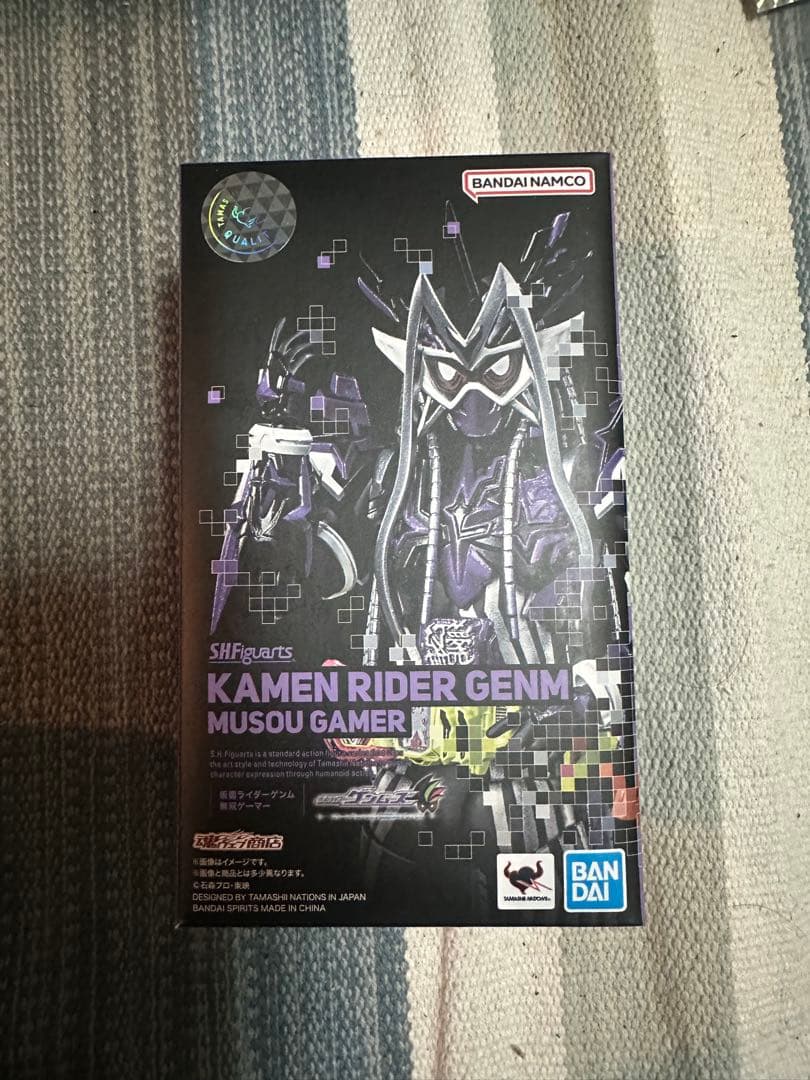 BANDAI NAMCO
TAMASHII
QUALITY
S.H.Figuarts
KAMEN RIDER GENM
MUSOU GAMER
S.H.Figuarts is a standard action
the art style and technology of Tamashii
character expression through humanoid
仮面ライダーゲンム
無双ゲーマー
魂ウェブ商店
※画像はイメージです。
※画像と商品とは多少異なります。
©石森プロ・東映
DESIGNED BY TAMASHII NATIONS IN JAPAN
BANDAI SPIRITS MADE IN CHINA
TAMASHII NATIONS
BAN
DAI